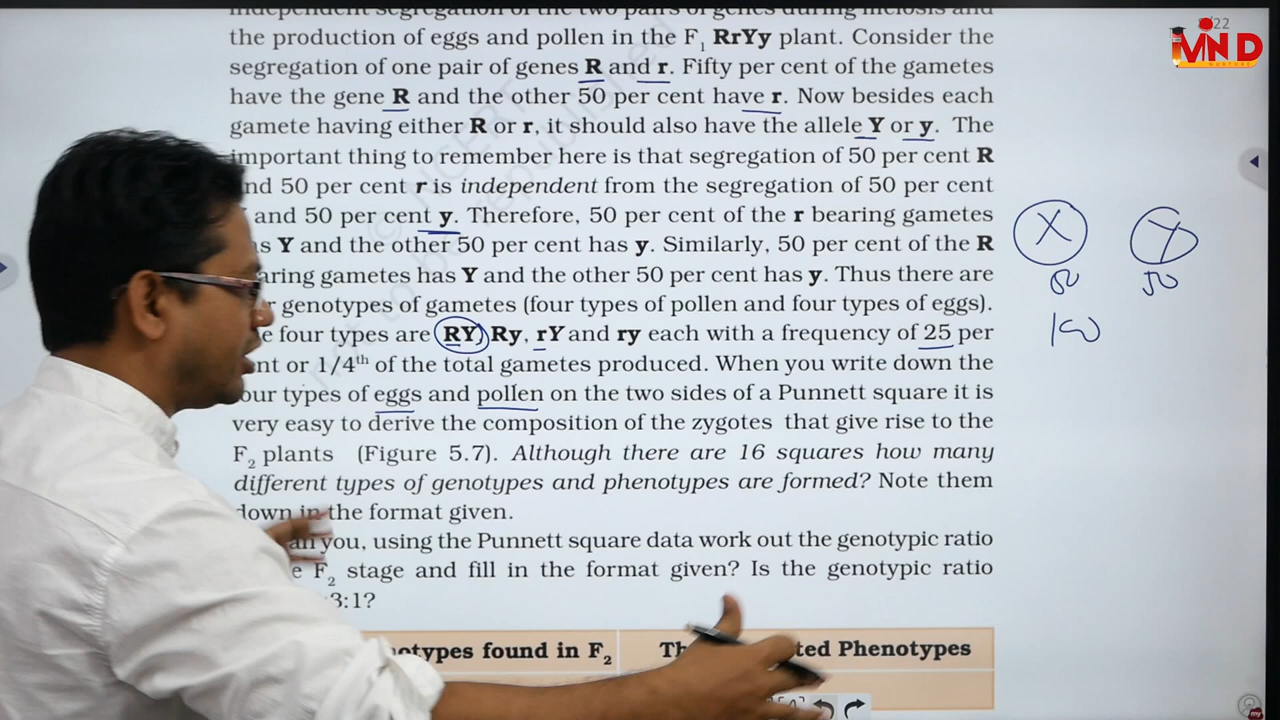 independent segregation of the two pairs of genes during meiosis and
the production of eggs and pollen in the F1 RrYy plant. Consider the
segregation of one pair of genes R and r. Fifty per cent of the gametes
have the gene R and the other 50 per cent have r. Now besides each
gamete having either R or r, it should also have the allele Y or y. The
important thing to remember here is that segregation of 50 per cent R
nd 50 per cent r is independent from the segregation of 50 per cent
and 50 per cent y. Therefore, 50 per cent of the r bearing gametes
as Y and the other 50 per cent has y. Similarly, 50 per cent of the R
aring gametes has Y and the other 50 per cent has y. Thus there are
r genotypes of gametes (four types of pollen and four types of eggs).
e four types are RY, Ry, rY and ry each with a frequency of 25 per
nt or 1/4th of the total gametes produced. When you write down the
our types of eggs and pollen on the two sides of a Punnett square it is
very easy to derive the composition of the zygotes that give rise to the
F2 plants (Figure 5.7). Although there are 16 squares how many
different types of genotypes and phenotypes are formed? Note them
down in the format given.
an you, using the Punnett square data work out the genotypic ratio
e F2 stage and fill in the format given? Is the genotypic ratio
3:1?
otypes found in F2 Th ted Phenotypes
X Y
50 50
100
22
MIND
NURTURE